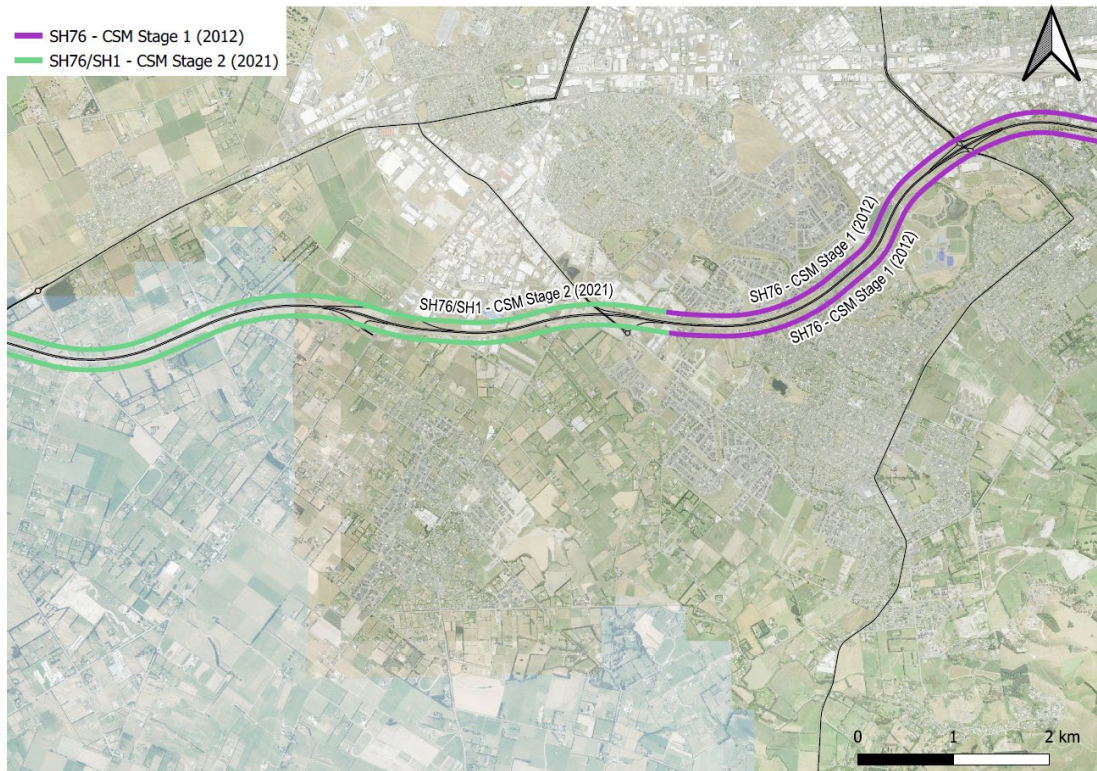 SH76 - CSM Stage 1 (2012)
SH76/SH1 - CSM Stage 2 (2021)
SH76 - CSM Stage 1 (2012)
SH76/SH1 - CSM Stage 2 (2021)
SH76 - CSM Stage 1 (2012)
0 1 2 km